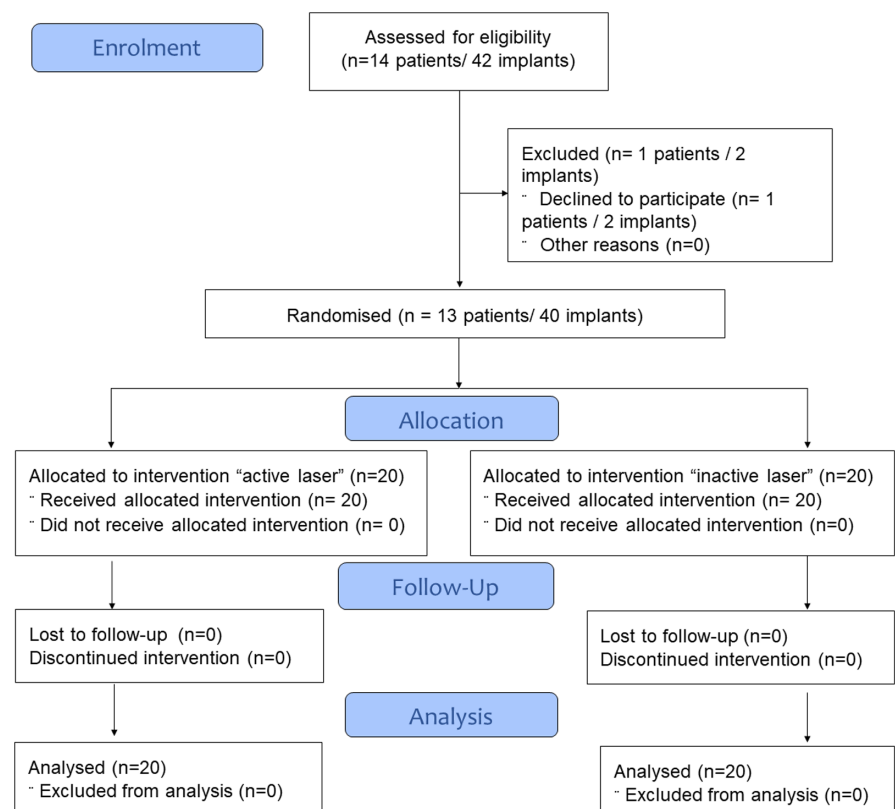 Enrolment
Assessed for eligibility
(n=14 patients/ 42 implants)
Excluded (n= 1 patients / 2
implants)
¨ Declined to participate (n= 1
patients / 2 implants)
¨ Other reasons (n=0)
Randomised (n = 13 patients/ 40 implants)
Allocation
Allocated to intervention “active laser” (n=20)
¨ Received allocated intervention (n= 20)
¨ Did not receive allocated intervention (n= 0)
Allocated to intervention “inactive laser” (n=20)
¨ Received allocated intervention (n= 20)
¨ Did not receive allocated intervention (n=0)
Follow-Up
Lost to follow-up (n=0)
Discontinued intervention (n=0)
Lost to follow-up (n=0)
Discontinued intervention (n=0)
Analysis
Analysed (n=20)
¨ Excluded from analysis (n=0)
Analysed (n=20)
¨ Excluded from analysis (n=0)